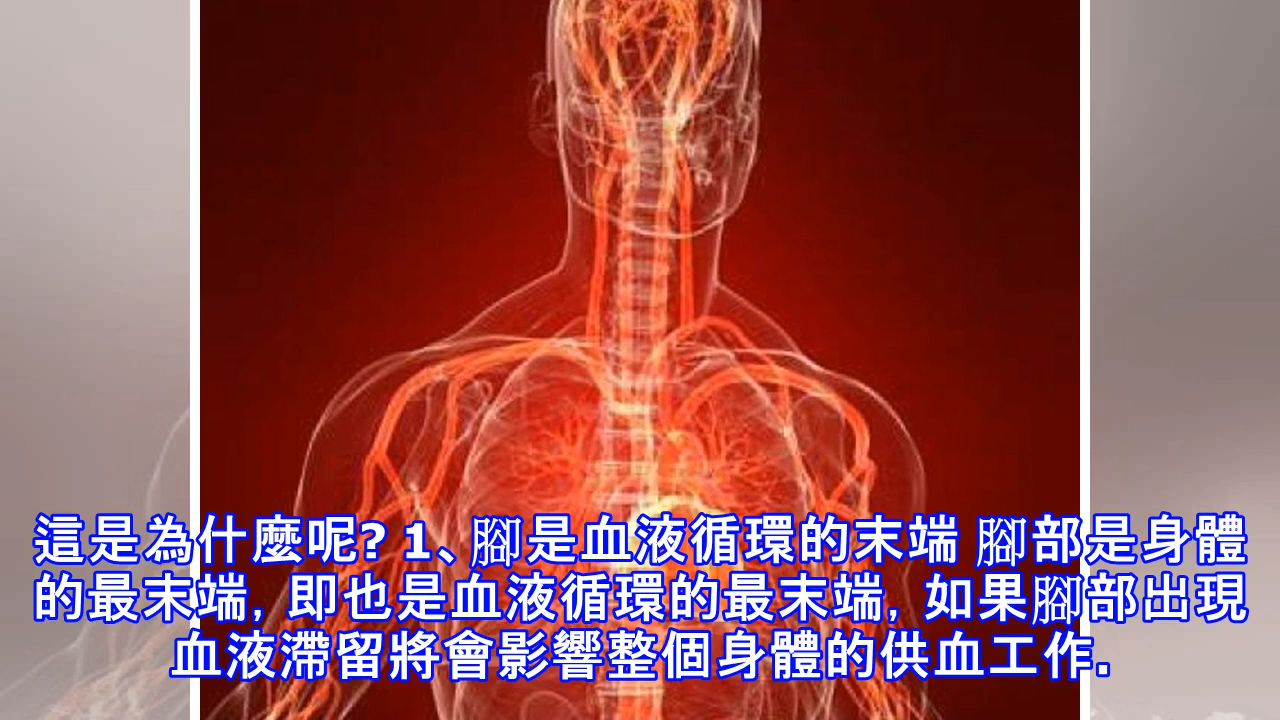 這是為什麼呢? 1、腳是血液循環的末端 腳部是身體
的最末端, 即也是血液循環的最末端, 如果腳部出現
血液滯留將會影響整個身體的供血工作.